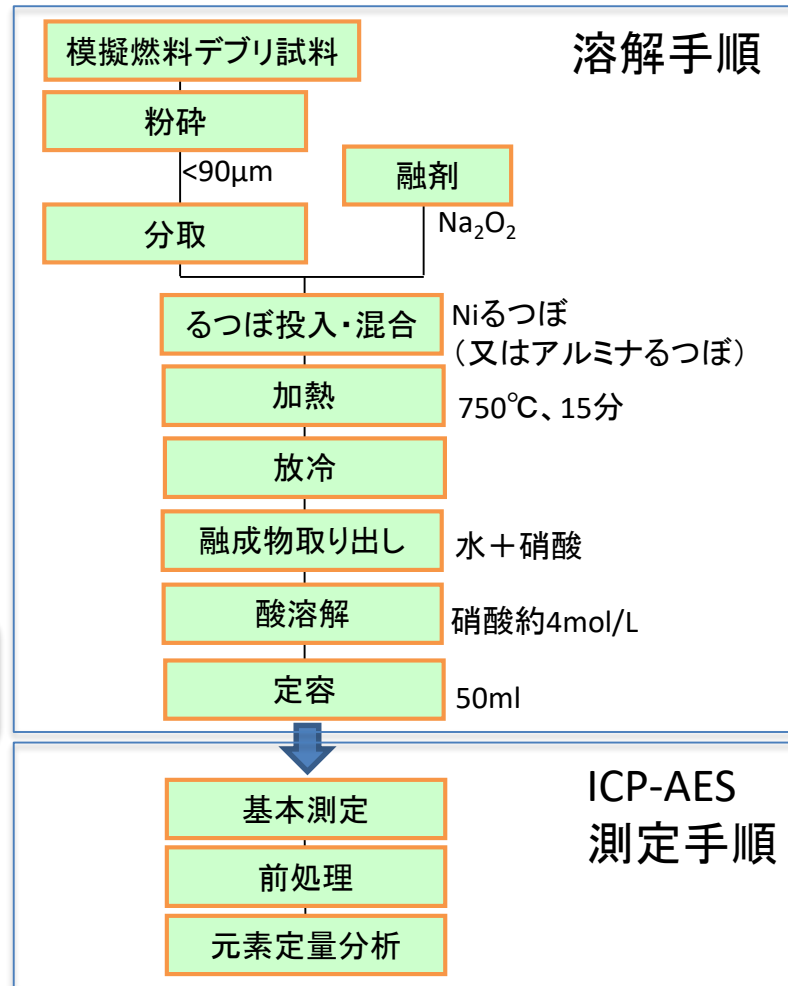 溶解手順
模擬燃料デブリ試料
粉砕
<90μm
分取
融剤
Na₂O₂
るつぼ投入・混合
Niるつぼ
（又はアルミナるつぼ）
加熱
750℃、15分
放冷
融成物取り出し
水＋硝酸
酸溶解
硝酸約4mol/L
定容
50ml
ICP-AES
測定手順
基本測定
前処理
元素定量分析